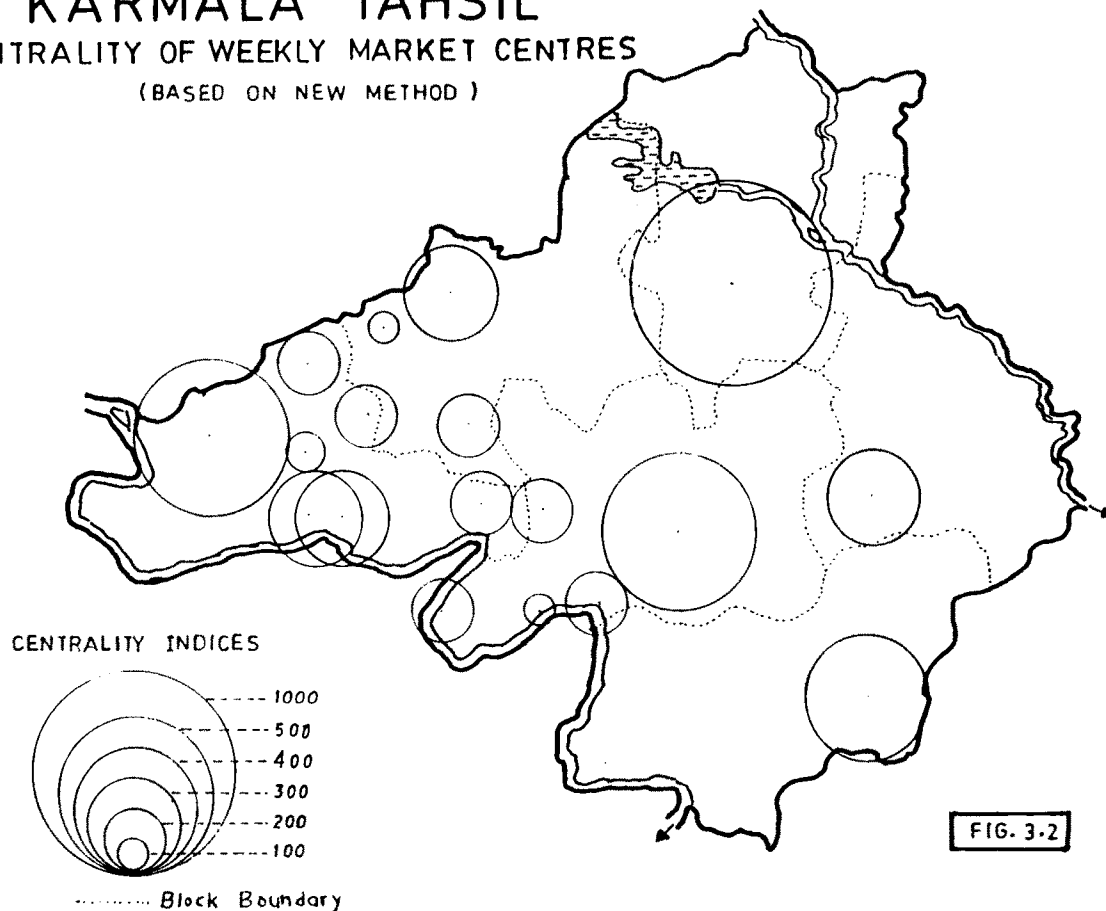 KARMALA TAHSIL
NTRALITY OF WEEKLY MARKET CENTRES
(BASED ON NEW METHOD)
CENTRALITY INDICES
1000
500
400
300
200
100
Block Boundary
FIG. 3.2